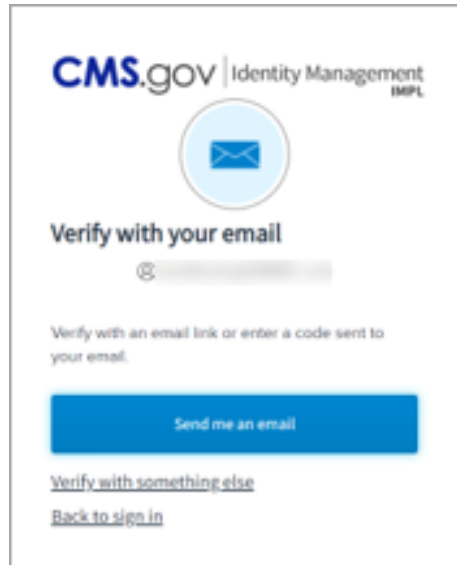 CMS.gov Identity Management
IMPL
Verify with your email
Verify with an email link or enter a code sent to
your email.
Send me an email
Verify with something else
Back to sign in